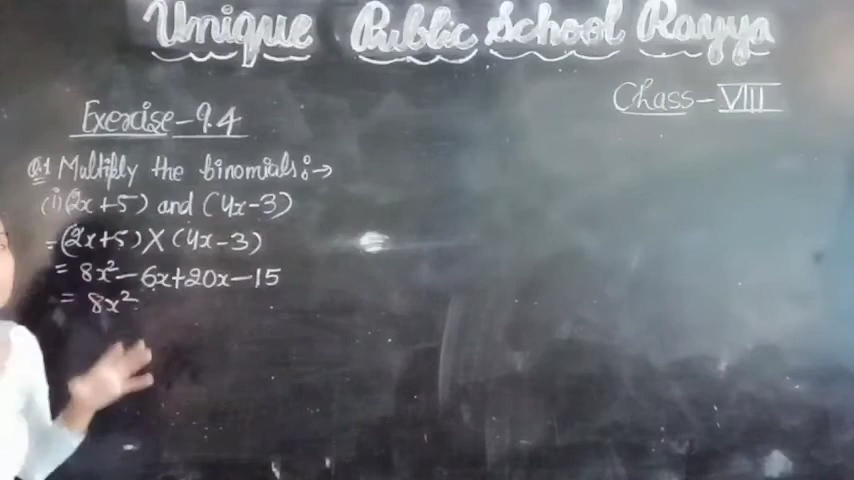 Unique Public School Rayya
Class-VIII
Exercise-9.4
Q.1 Multiply the binomials:→
(i) (2x+5) and (4x-3)
=(2x+5)X(4x-3)
= 8x²-6x+20x-15
= 8x²